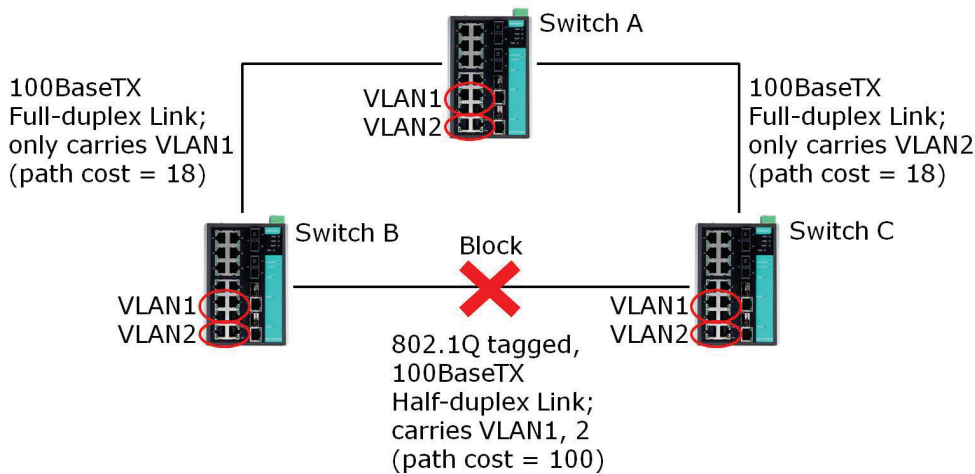 Switch A
100BaseTX
Full-duplex Link;
only carries VLAN1
(path cost = 18)
VLAN1
VLAN2
100BaseTX
Full-duplex Link;
only carries VLAN2
(path cost = 18)
Switch B
Block
Switch C
VLAN1
VLAN2
VLAN1
VLAN2
802.1Q tagged,
100BaseTX
Half-duplex Link;
carries VLAN1, 2
(path cost = 100)